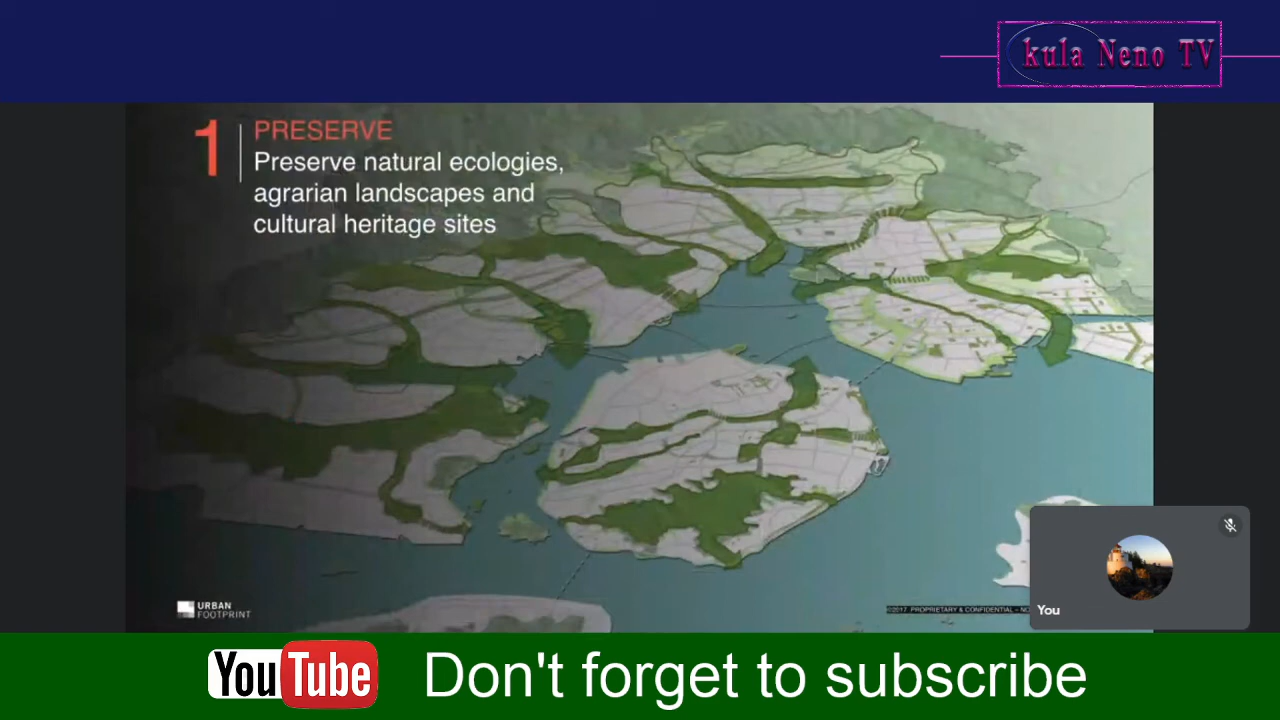 kula Neno TV
1 PRESERVE
Preserve natural ecologies,
agrarian landscapes and
cultural heritage sites
URBAN
FOOTPRINT
©2017 PROPRIETARY & CONFIDENTIAL –
You
YouTube Don't forget to subscribe